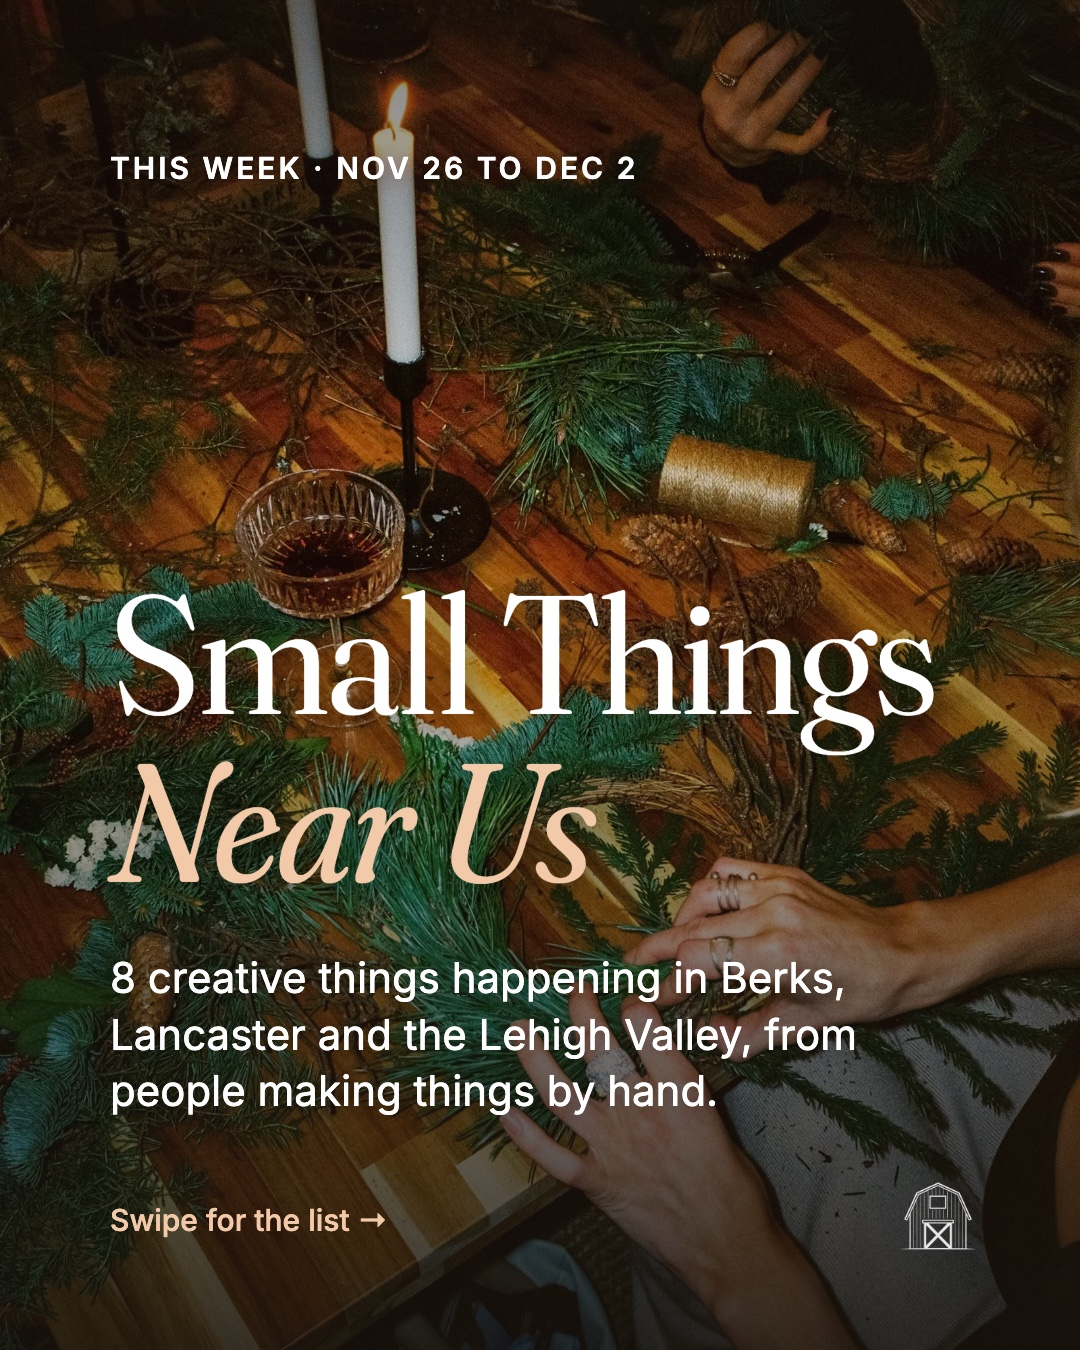 THIS WEEK · NOV 26 TO DEC 2
Small Things
Near Us
8 creative things happening in Berks,
Lancaster and the Lehigh Valley, from
people making things by hand.
Swipe for the list →